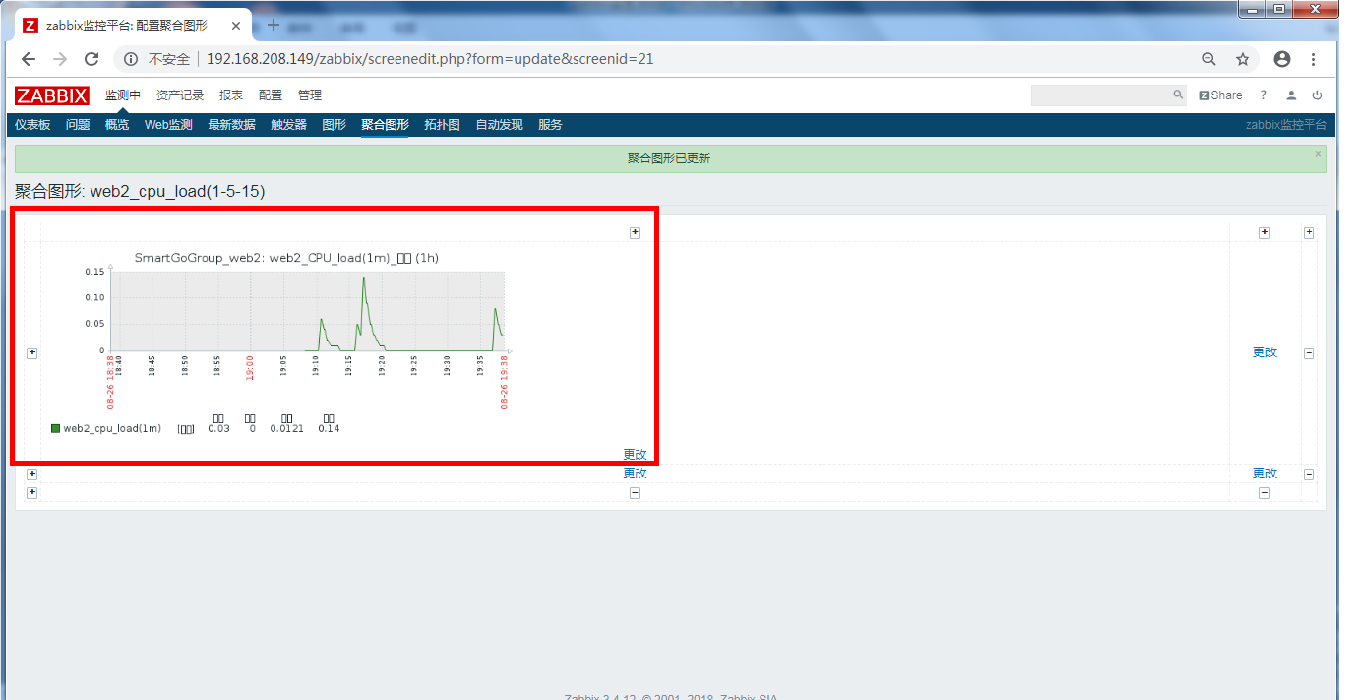 zabbix监控平台: 配置聚合图形
不安全 192.168.208.149/zabbix/screenedit.php?form=update&screenid=21
ZABBIX 监测中 资产记录 报表 配置 管理 Share ?
仪表板 问题 概览 Web监测 最新数据 触发器 图形 聚合图形 拓扑图 自动发现 服务 zabbix监控平台
聚合图形已更新
聚合图形: web2_cpu_load(1-5-15)
SmartGoGroup_web2: web2_CPU_load(1m)_□□ (1h)
0.15
0.10
0.05
0
08-26 18:38 18:40 18:45 18:50 18:55 19:00 19:05 19:10 19:15 19:20 19:25 19:30 19:35 08-26 19:38
更改
□□ □□ □□ □□
web2_cpu_load(1m) [□□] 0.03 0 0.0121 0.14
更改
更改 更改
Zabbix 3.4.12. © 2001–2018, Zabbix SIA